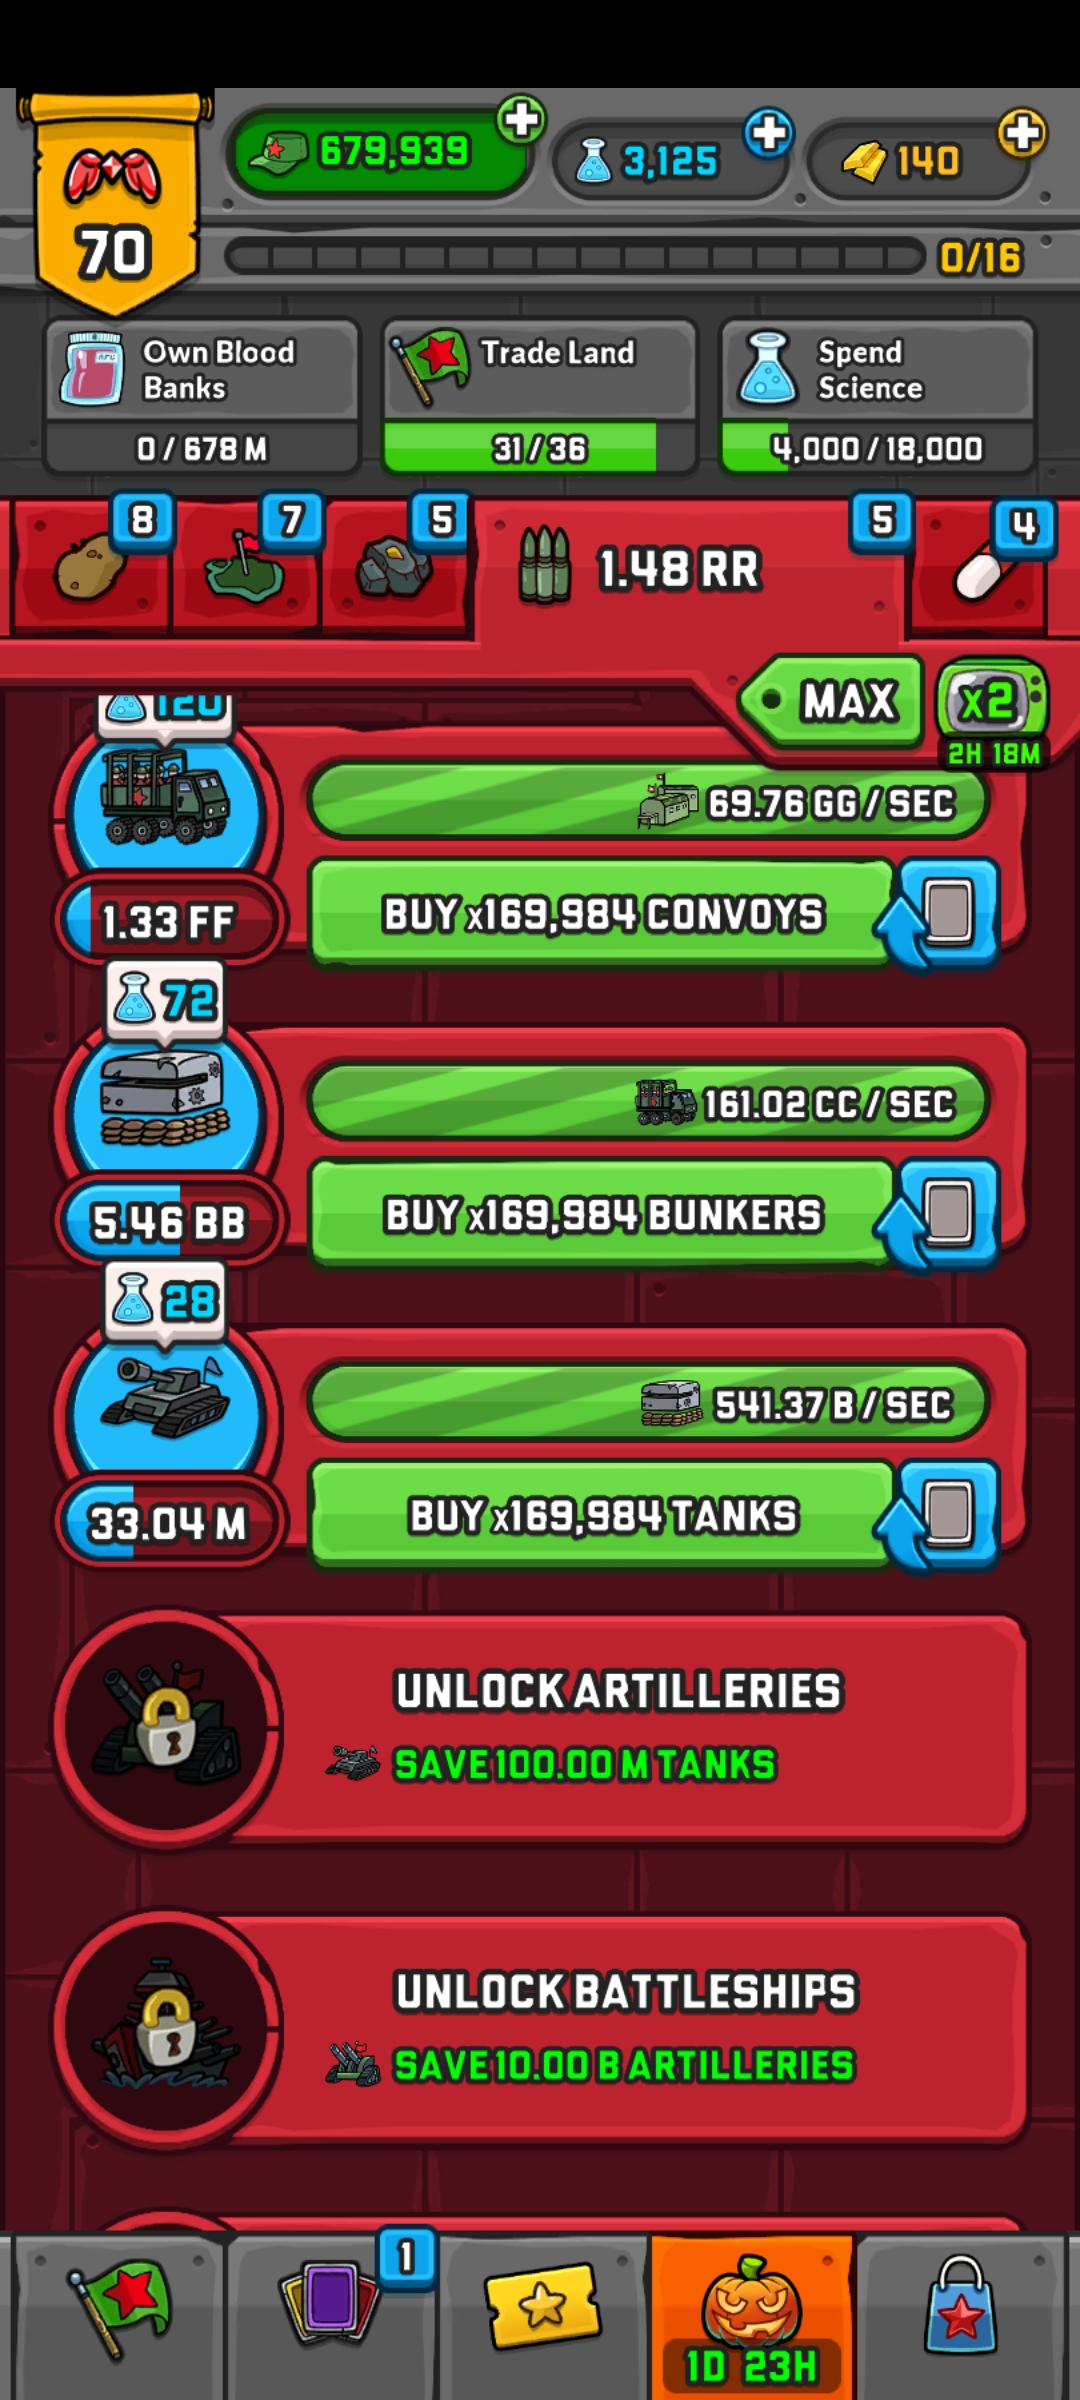 679,939
3,125
140
70
0/16
Own Blood
Banks
0 / 678 M
Trade Land
31 / 36
Spend
Science
4,000 / 18,000
8
7
5
1.48 RR
5
4
MAX
x2
2H 18M
120
69.76 GG / SEC
1.33 FF
BUY x169,984 CONVOYS
72
161.02 CC / SEC
5.46 BB
BUY x169,984 BUNKERS
28
541.37 B / SEC
33.04 M
BUY x169,984 TANKS
UNLOCK ARTILLERIES
SAVE 100.00 M TANKS
UNLOCK BATTLESHIPS
SAVE 10.00 B ARTILLERIES
1
1D 23H